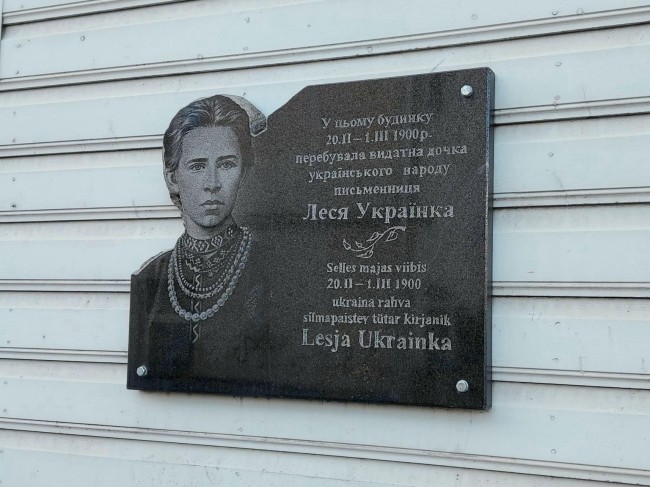 У цьому будинку
20.II – 1.III 1900 р.
перебувала видатна дочка
українського народу
письменниця
Леся Українка
Selles majas viibis
20.II – 1.III 1900
ukraina rahva
silmapaistev tütar kirjanik
Lesja Ukrainka